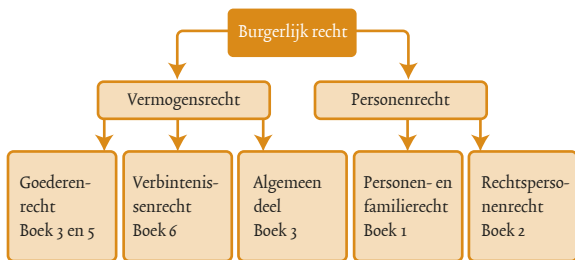 Burgerlijk recht
Vermogensrecht
Personenrecht
Goederen-
recht
Boek 3 en 5
Verbintenis-
senrecht
Boek 6
Algemeen
deel
Boek 3
Personen- en
familierecht
Boek 1
Rechtsperso-
nenrecht
Boek 2